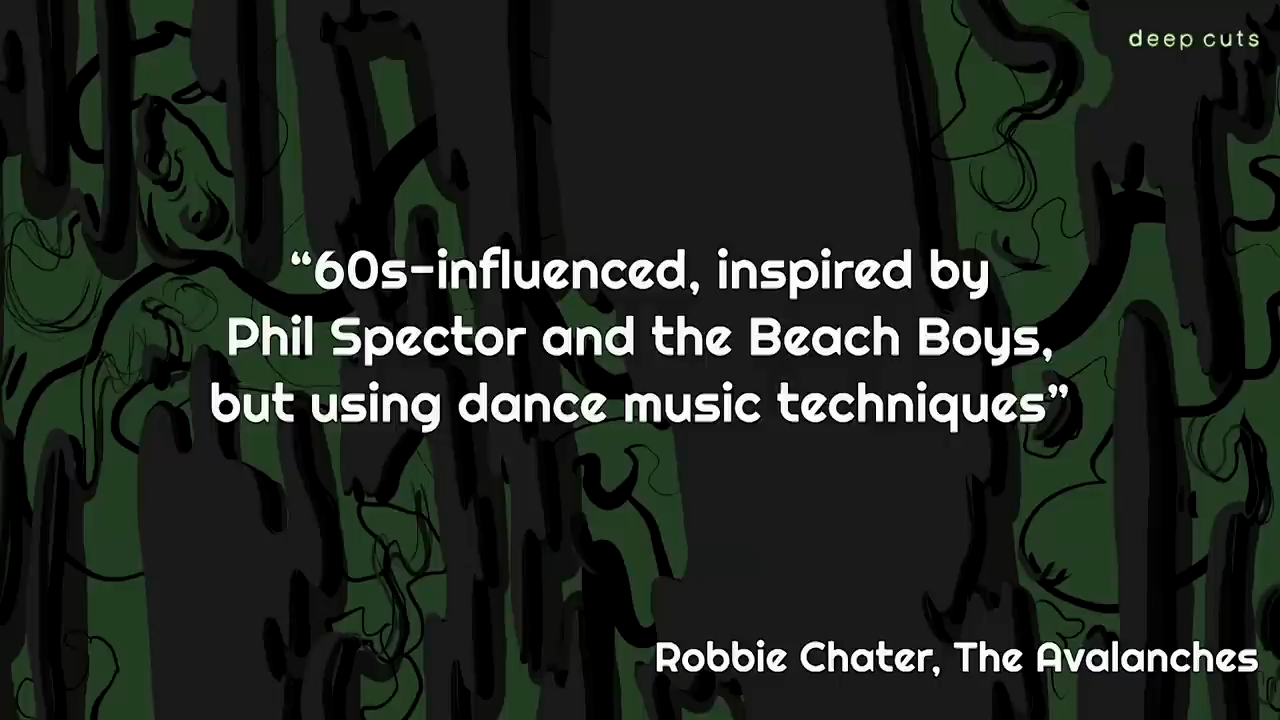 deep cuts
“60s-influenced, inspired by
Phil Spector and the Beach Boys,
but using dance music techniques”
Robbie Chater, The Avalanches